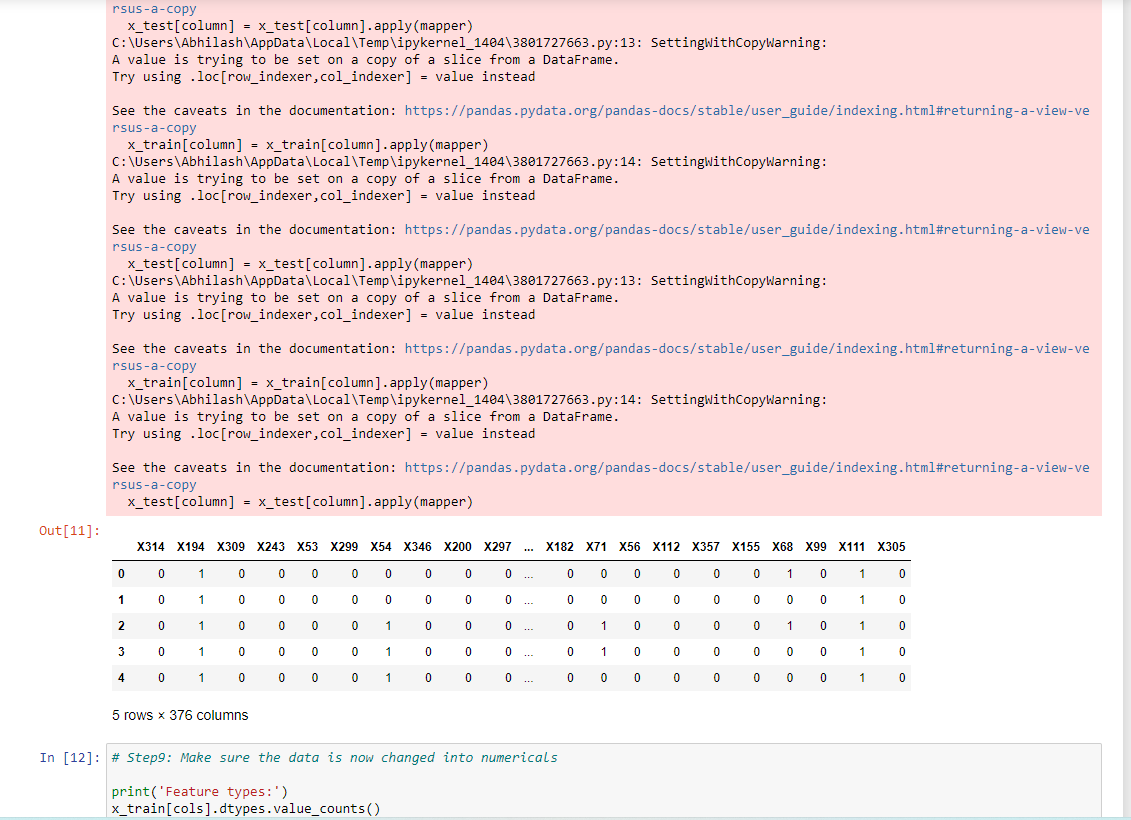 rsus-a-copy
  x_test[column] = x_test[column].apply(mapper)
C:\Users\Abhilash\AppData\Local\Temp\ipykernel_1404\3801727663.py:13: SettingWithCopyWarning:
A value is trying to be set on a copy of a slice from a DataFrame.
Try using .loc[row_indexer,col_indexer] = value instead

See the caveats in the documentation: https://pandas.pydata.org/pandas-docs/stable/user_guide/indexing.html#returning-a-view-ve
rsus-a-copy
  x_train[column] = x_train[column].apply(mapper)
C:\Users\Abhilash\AppData\Local\Temp\ipykernel_1404\3801727663.py:14: SettingWithCopyWarning:
A value is trying to be set on a copy of a slice from a DataFrame.
Try using .loc[row_indexer,col_indexer] = value instead

See the caveats in the documentation: https://pandas.pydata.org/pandas-docs/stable/user_guide/indexing.html#returning-a-view-ve
rsus-a-copy
  x_test[column] = x_test[column].apply(mapper)
C:\Users\Abhilash\AppData\Local\Temp\ipykernel_1404\3801727663.py:13: SettingWithCopyWarning:
A value is trying to be set on a copy of a slice from a DataFrame.
Try using .loc[row_indexer,col_indexer] = value instead

See the caveats in the documentation: https://pandas.pydata.org/pandas-docs/stable/user_guide/indexing.html#returning-a-view-ve
rsus-a-copy
  x_train[column] = x_train[column].apply(mapper)
C:\Users\Abhilash\AppData\Local\Temp\ipykernel_1404\3801727663.py:14: SettingWithCopyWarning:
A value is trying to be set on a copy of a slice from a DataFrame.
Try using .loc[row_indexer,col_indexer] = value instead

See the caveats in the documentation: https://pandas.pydata.org/pandas-docs/stable/user_guide/indexing.html#returning-a-view-ve
rsus-a-copy
  x_test[column] = x_test[column].apply(mapper)
Out[11]:
X314 X194 X309 X243 X53 X299 X54 X346 X200 X297 ... X182 X71 X56 X112 X357 X155 X68 X99 X111 X305
0 0 1 0 0 0 0 0 0 0 0 ... 0 0 0 0 0 0 1 0 1 0
1 0 1 0 0 0 0 0 0 0 0 ... 0 0 0 0 0 0 0 0 1 0
2 0 1 0 0 0 0 1 0 0 0 ... 0 1 0 0 0 0 1 0 1 0
3 0 1 0 0 0 0 1 0 0 0 ... 0 1 0 0 0 0 0 0 1 0
4 0 1 0 0 0 0 1 0 0 0 ... 0 0 0 0 0 0 0 0 1 0
5 rows × 376 columns
In [12]: # Step9: Make sure the data is now changed into numericals

print('Feature types:')
x_train[cols].dtypes.value_counts()